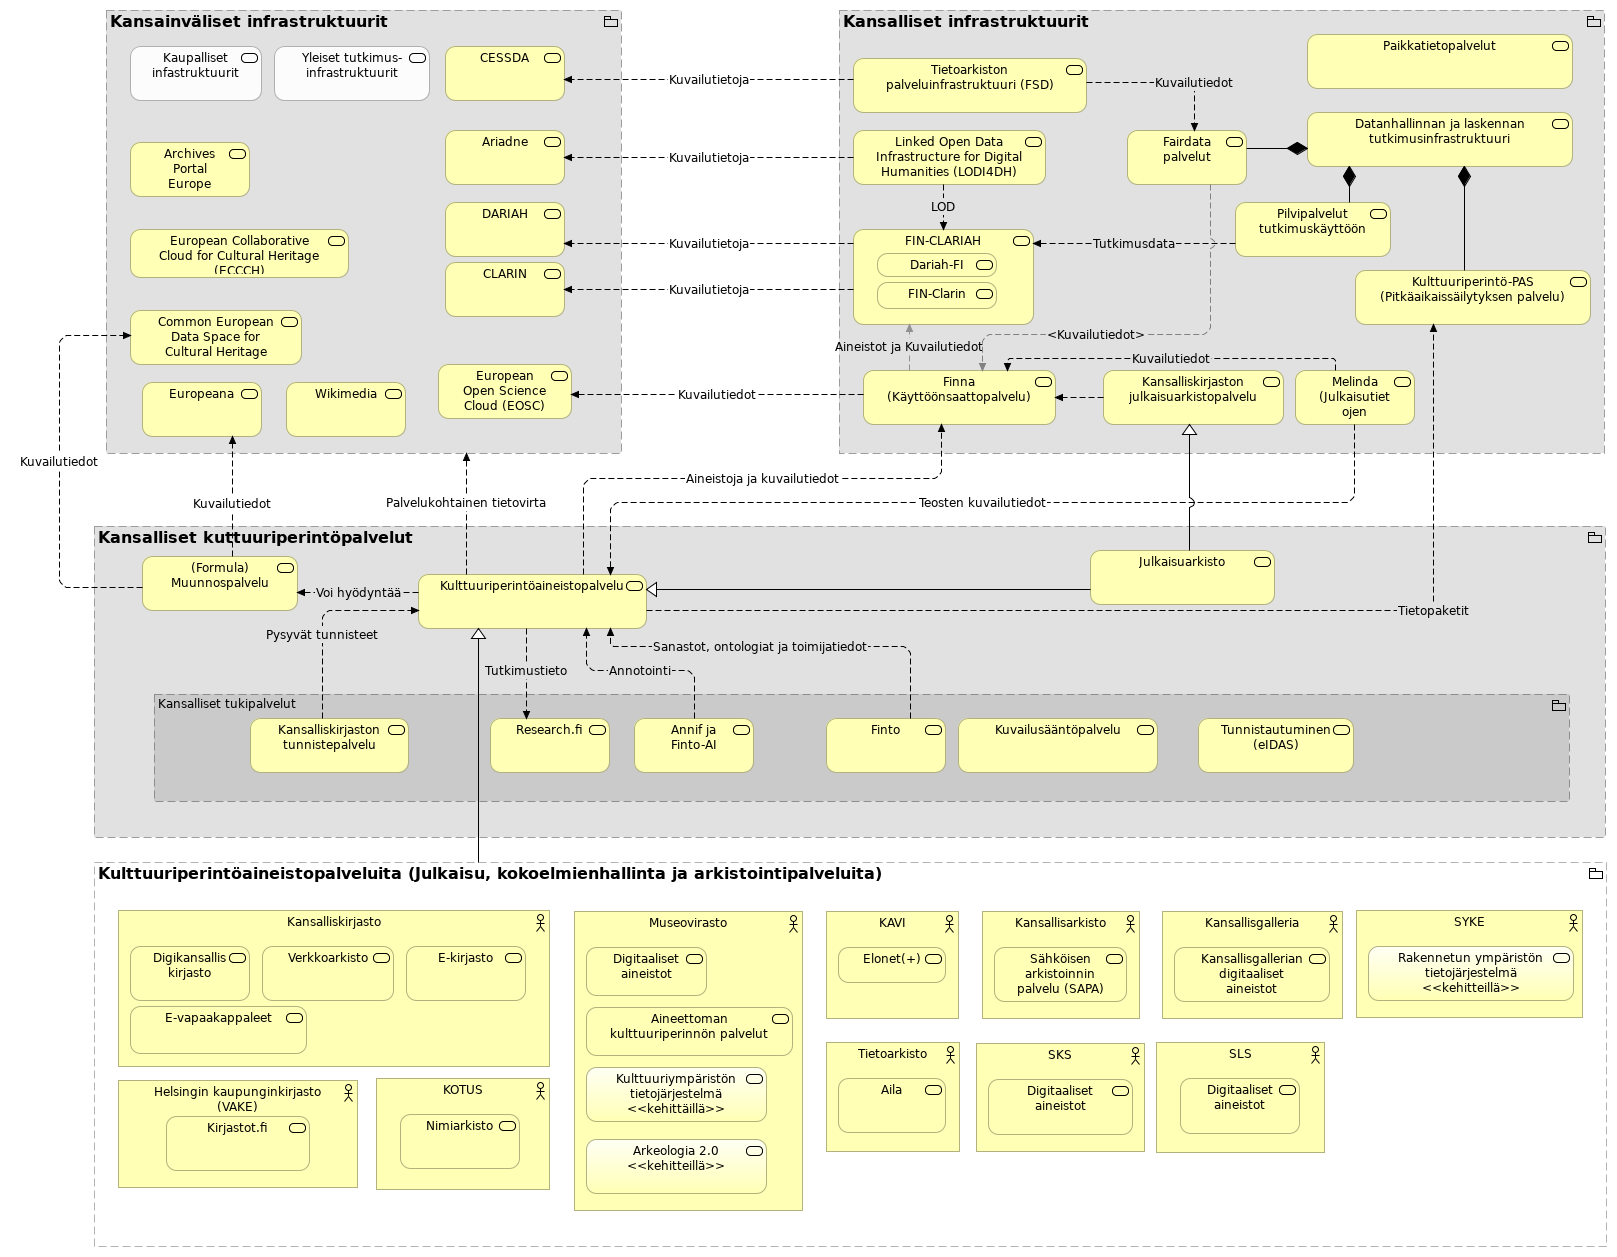 Kansainväliset infrastruktuurit
Kaupalliset
infastruktuurit
Yleiset tutkimus-
infrastruktuurit
CESSDA
Archives
Portal
Europe
Ariadne
European Collaborative
Cloud for Cultural Heritage
(ECCCH)
DARIAH
CLARIN
Common European
Data Space for
Cultural Heritage
Europeana
Wikimedia
European
Open Science
Cloud (EOSC)
Kuvailutietoja
Kuvailutietoja
Kuvailutietoja
Kuvailutietoja
Kuvailutiedot
Kansalliset infrastruktuurit
Tietoarkiston
palveluinfrastruktuuri (FSD)
Kuvailutiedot
Paikkatietopalvelut
Linked Open Data
Infrastructure for Digital
Humanities (LODI4DH)
Fairdata
palvelut
Datanhallinnan ja laskennan
tutkimusinfrastruktuuri
LOD
FIN-CLARIAH
Dariah-FI
FIN-Clarin
Tutkimusdata
Pilvipalvelut
tutkimuskäyttöön
Kulttuuriperintö-PAS
(Pitkäaikaissäilytyksen palvelu)
<Kuvailutiedot>
Aineistot ja Kuvailutiedot
Kuvailutiedot
Finna
(Käyttöönsaattopalvelu)
Kansalliskirjaston
julkaisuarkistopalvelu
Melinda
(Julkaisutiet
ojen
Kuvailutiedot
Kuvailutiedot
Palvelukohtainen tietovirta
Aineistoja ja kuvailutiedot
Teosten kuvailutiedot
Kansalliset kuttuuriperintöpalvelut
(Formula)
Muunnospalvelu
Voi hyödyntää
Kulttuuriperintöaineistopalvelu
Julkaisuarkisto
Tietopaketit
Pysyvät tunnisteet
Tutkimustieto
Annotointi
Sanastot, ontologiat ja toimijatiedot
Kansalliset tukipalvelut
Kansalliskirjaston
tunnistepalvelu
Research.fi
Annif ja
Finto-AI
Finto
Kuvailusääntöpalvelu
Tunnistautuminen
(eIDAS)
Kulttuuriperintöaineistopalveluita (Julkaisu, kokoelmienhallinta ja arkistointipalveluita)
Kansalliskirjasto
Digikansallis
kirjasto
Verkkoarkisto
E-kirjasto
E-vapaakappaleet
Helsingin kaupunginkirjasto
(VAKE)
Kirjastot.fi
KOTUS
Nimiarkisto
Museovirasto
Digitaaliset
aineistot
Aineettoman
kulttuuriperinnön palvelut
Kulttuuriympäristön
tietojärjestelmä
<<kehittäillä>>
Arkeologia 2.0
<<kehitteillä>>
KAVI
Elonet(+)
Kansallisarkisto
Sähköisen
arkistoinnin
palvelu (SAPA)
Kansallisgalleria
Kansallisgallerian
digitaaliset
aineistot
SYKE
Rakennetun ympäristön
tietojärjestelmä
<<kehitteillä>>
Tietoarkisto
Aila
SKS
Digitaaliset
aineistot
SLS
Digitaaliset
aineistot